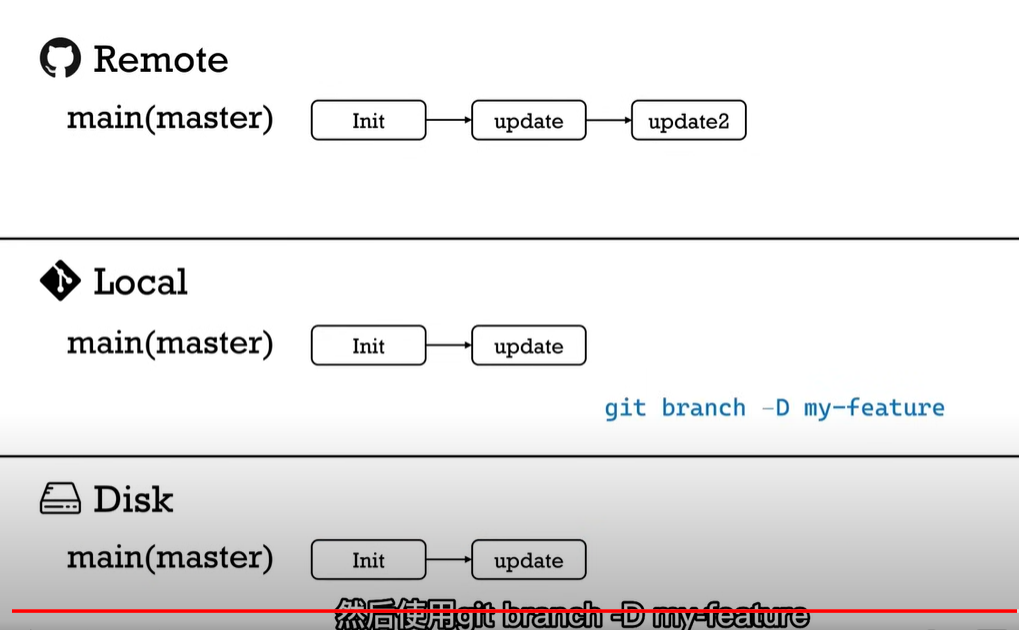 Remote
main(master) Init update update2
Local
main(master) Init update
git branch -D my-feature
Disk
main(master) Init update
然后使用git branch -D my-feature